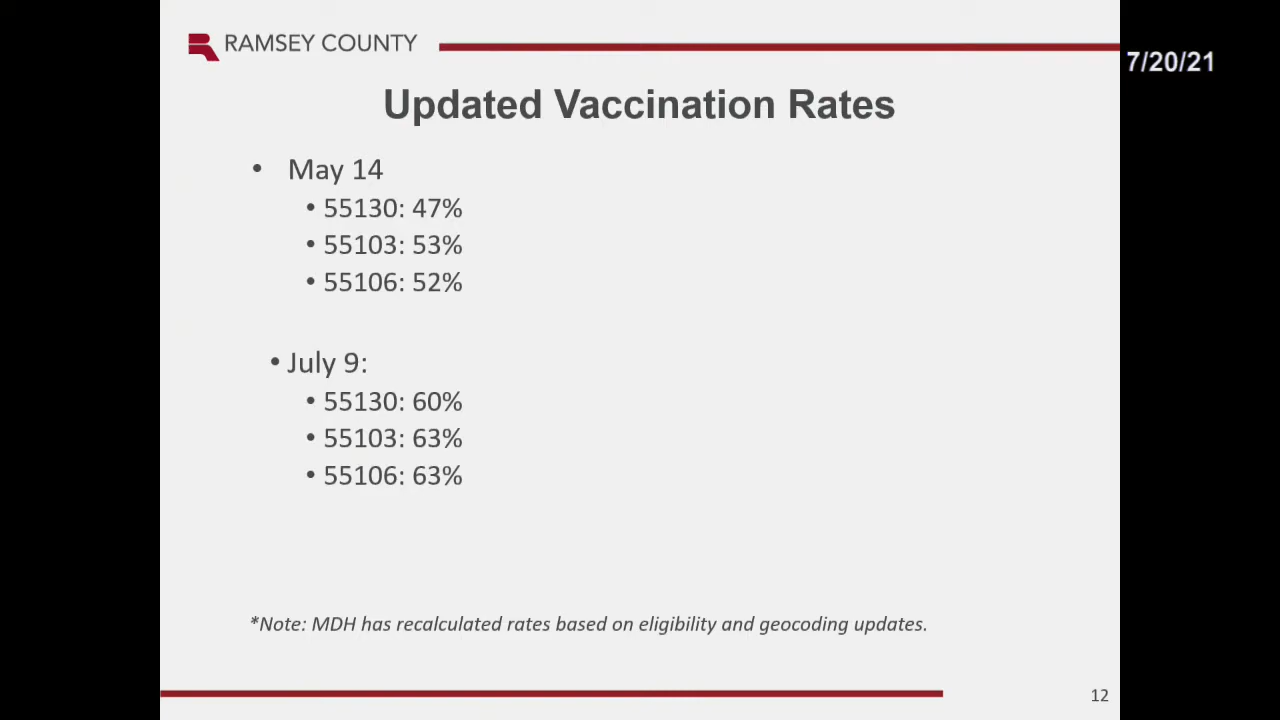 RAMSEY COUNTY
7/20/21
Updated Vaccination Rates
• May 14
• 55130: 47%
• 55103: 53%
• 55106: 52%
• July 9:
• 55130: 60%
• 55103: 63%
• 55106: 63%
*Note: MDH has recalculated rates based on eligibility and geocoding updates.
12